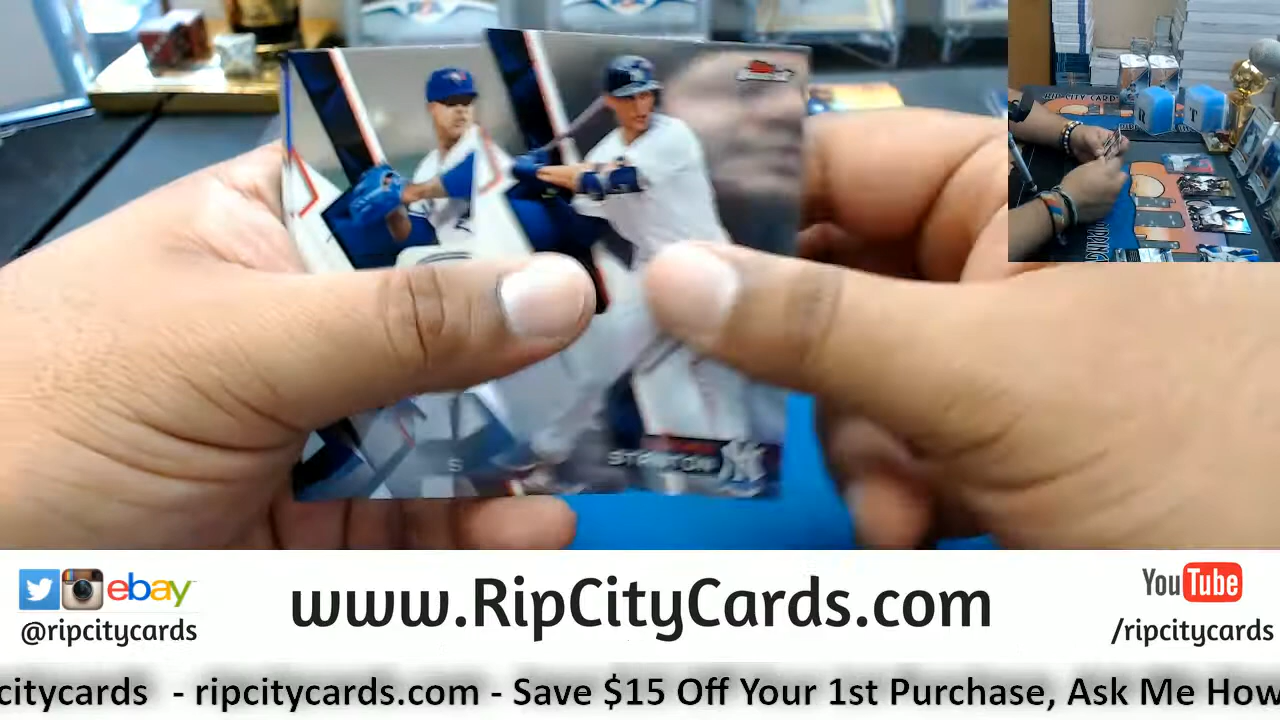 STANTON
NY
S
R
T
ebay
@ripcitycards
www.RipCityCards.com
YouTube
/ripcitycards
citycards - ripcitycards.com - Save $15 Off Your 1st Purchase, Ask Me How